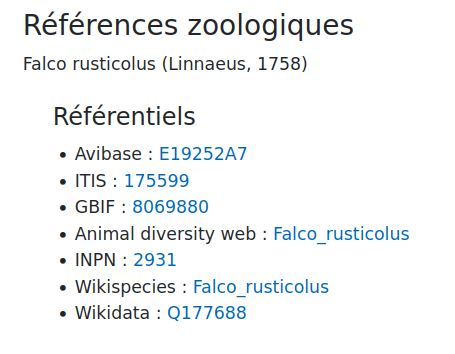 Références zoologiques
Falco rusticolus (Linnaeus, 1758)
Référentiels
• Avibase : E19252A7
• ITIS : 175599
• GBIF : 8069880
• Animal diversity web : Falco_rusticolus
• INPN : 2931
• Wikispecies : Falco_rusticolus
• Wikidata : Q177688